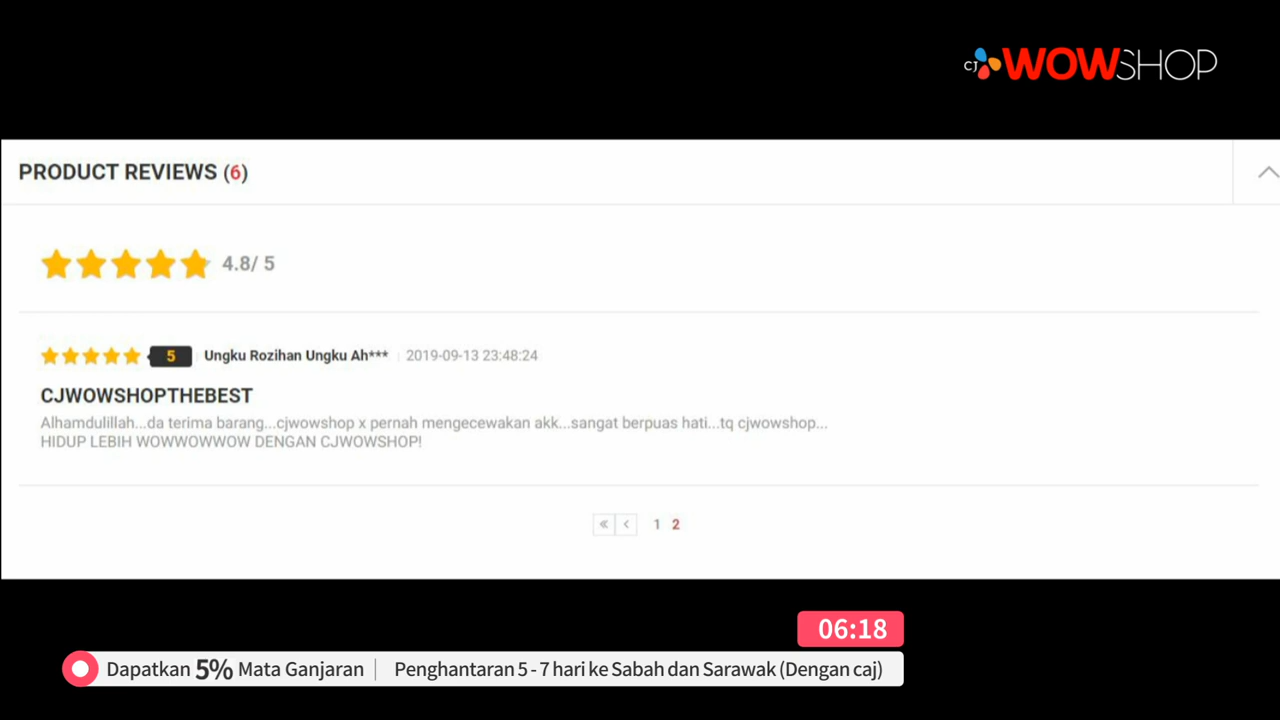 CJ WOWSHOP
PRODUCT REVIEWS (6)
4.8/ 5
5 Ungku Rozihan Ungku Ah*** 2019-09-13 23:48:24
CJWOWSHOPTHEBEST
Alhamdulillah...da terima barang...cjwowshop x pernah mengecewakan akk...sangat berpuas hati...tq cjwowshop...
HIDUP LEBIH WOWWOWWOW DENGAN CJWOWSHOP!
« ‹ 1 2
06:18
Dapatkan 5% Mata Ganjaran | Penghantaran 5 - 7 hari ke Sabah dan Sarawak (Dengan caj)